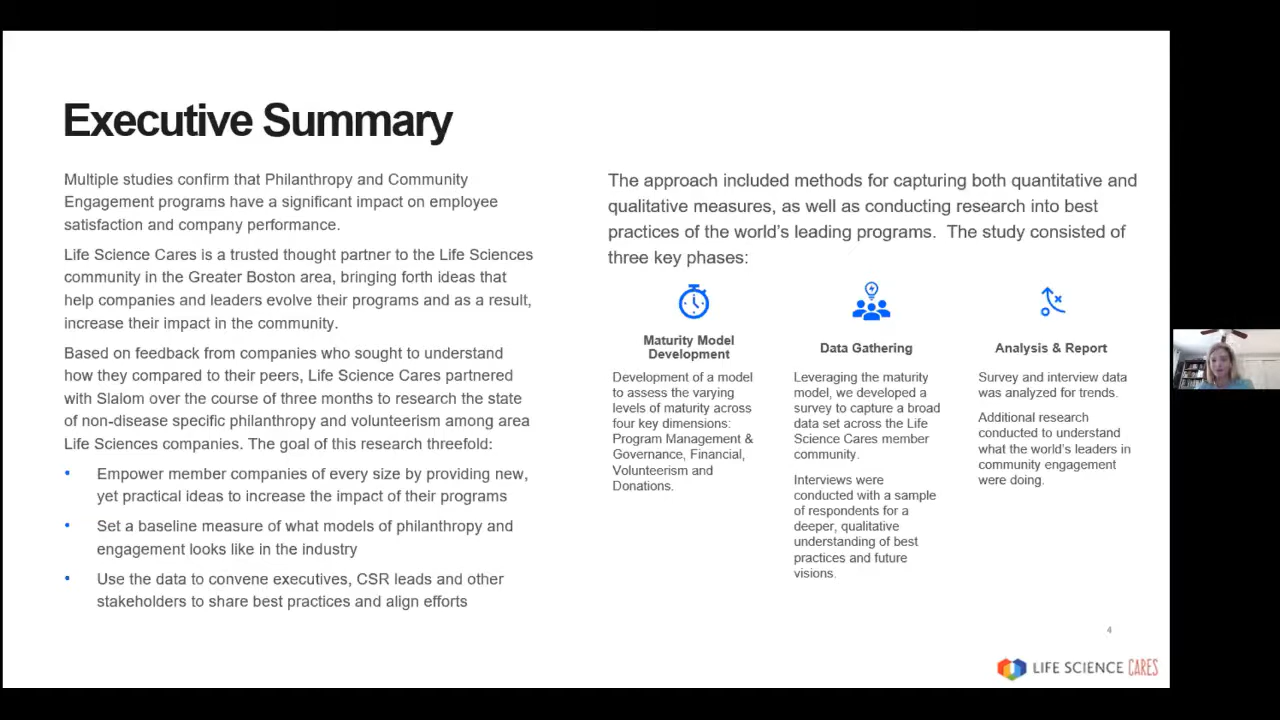 Executive Summary
Multiple studies confirm that Philanthropy and Community
Engagement programs have a significant impact on employee
satisfaction and company performance.
Life Science Cares is a trusted thought partner to the Life Sciences
community in the Greater Boston area, bringing forth ideas that
help companies and leaders evolve their programs and as a result,
increase their impact in the community.
Based on feedback from companies who sought to understand
how they compared to their peers, Life Science Cares partnered
with Slalom over the course of three months to research the state
of non-disease specific philanthropy and volunteerism among area
Life Sciences companies. The goal of this research threefold:
• Empower member companies of every size by providing new,
yet practical ideas to increase the impact of their programs
• Set a baseline measure of what models of philanthropy and
engagement looks like in the industry
• Use the data to convene executives, CSR leads and other
stakeholders to share best practices and align efforts
The approach included methods for capturing both quantitative and
qualitative measures, as well as conducting research into best
practices of the world's leading programs. The study consisted of
three key phases:
Maturity Model
Development
Development of a model
to assess the varying
levels of maturity across
four key dimensions:
Program Management &
Governance, Financial,
Volunteerism and
Donations.
Data Gathering
Leveraging the maturity
model, we developed a
survey to capture a broad
data set across the Life
Science Cares member
community.
Interviews were
conducted with a sample
of respondents for a
deeper, qualitative
understanding of best
practices and future
visions.
Analysis & Report
Survey and interview data
was analyzed for trends.
Additional research
conducted to understand
what the world's leaders in
community engagement
were doing.
4
LIFE SCIENCE CARES